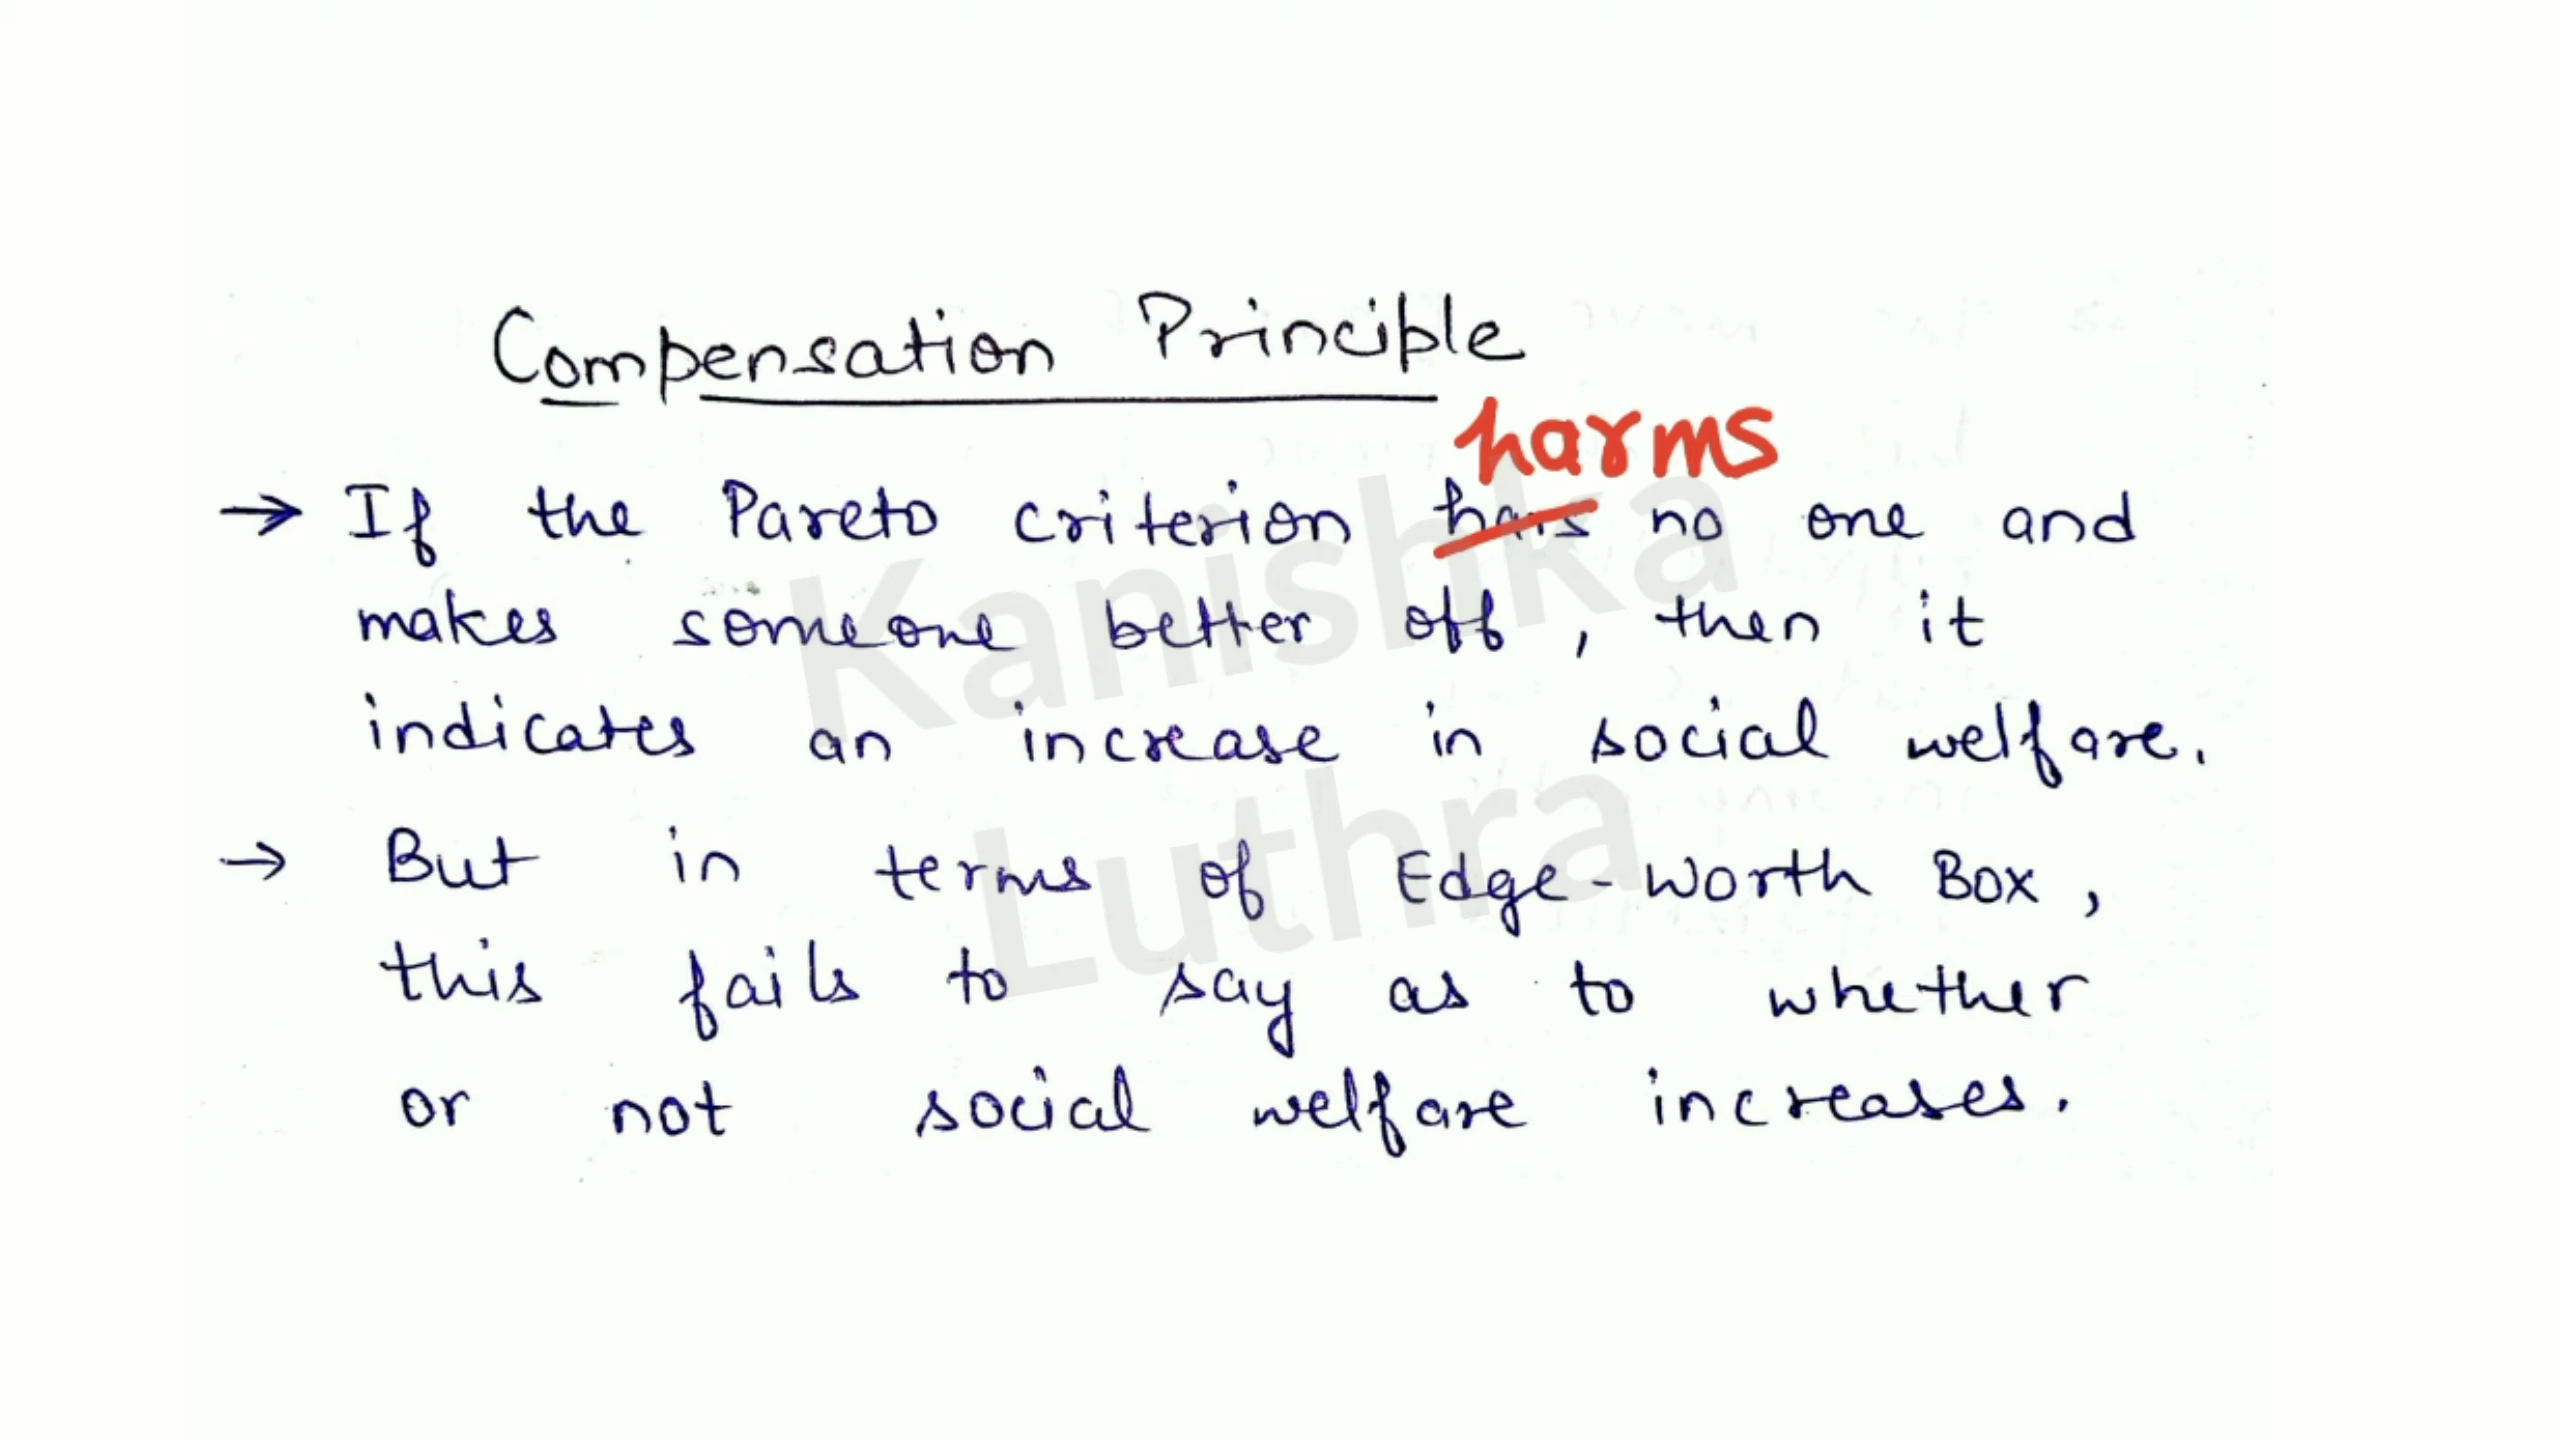 Compensation Principle
harms
→ If the Pareto criterion hars no one and
makes someone better off, then it
indicates an increase in social welfare.
→ But in terms of Edge-Worth Box,
this fails to say as to whether
or not social welfare increases.
Kanishka
Luthra